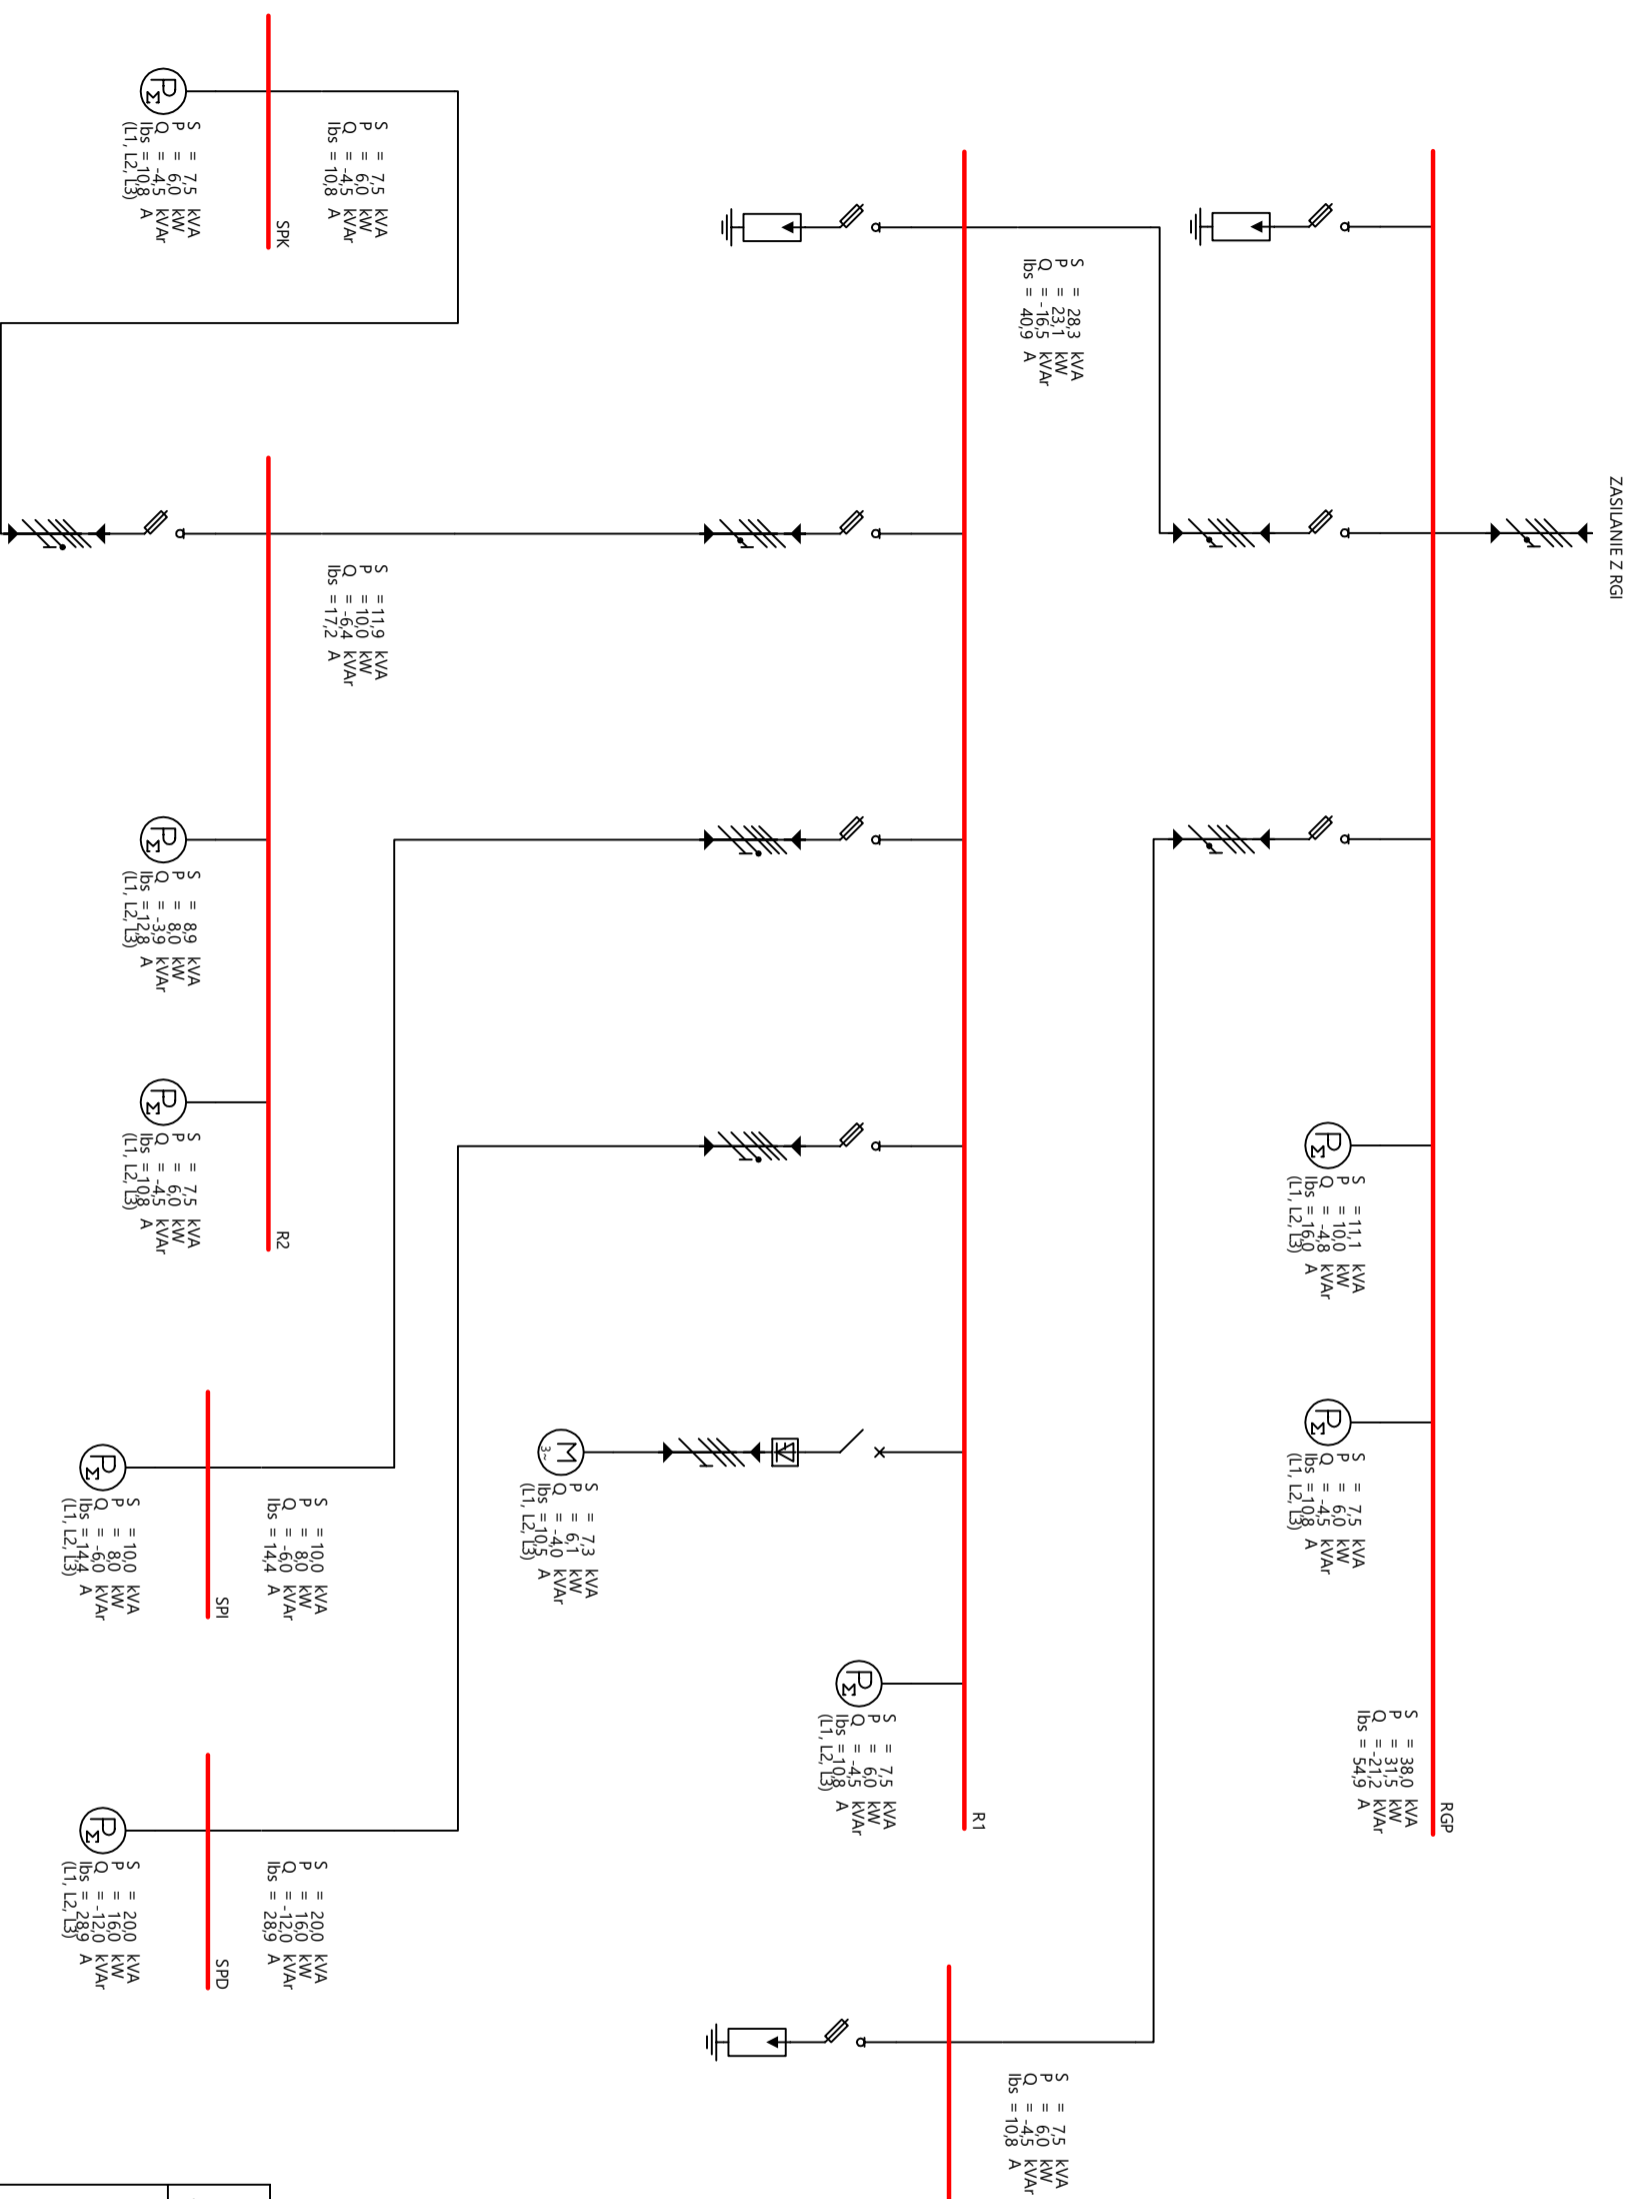 ZASILANIE Z RGI
RGP
S = 38,0 kVA
P = 31,5 kW
Q = -21,2 kVAr
Ibs = 54,9 A
PΣ
S = 11,1 kVA
P = 10,0 kW
Q = -4,8 kVAr
Ibs = 16,0 A
(L1, L2, L3)
PΣ
S = 7,5 kVA
P = 6,0 kW
Q = -4,5 kVAr
Ibs = 10,8 A
(L1, L2, L3)
S = 28,3 kVA
P = 23,1 kW
Q = -16,5 kVAr
Ibs = 40,9 A
R1
S = 7,5 kVA
P = 6,0 kW
Q = -4,5 kVAr
Ibs = 10,8 A
PΣ
S = 7,5 kVA
P = 6,0 kW
Q = -4,5 kVAr
Ibs = 10,8 A
(L1, L2, L3)
M
3~
S = 7,3 kVA
P = 6,1 kW
Q = -4,0 kVAr
Ibs = 10,5 A
(L1, L2, L3)
S = 7,5 kVA
P = 6,0 kW
Q = -4,5 kVAr
Ibs = 10,8 A
SPK
PΣ
S = 7,5 kVA
P = 6,0 kW
Q = -4,5 kVAr
Ibs = 10,8 A
(L1, L2, L3)
S = 11,9 kVA
P = 10,0 kW
Q = -6,4 kVAr
Ibs = 17,2 A
R2
PΣ
S = 8,9 kVA
P = 8,0 kW
Q = -3,9 kVAr
Ibs = 12,8 A
(L1, L2, L3)
PΣ
S = 7,5 kVA
P = 6,0 kW
Q = -4,5 kVAr
Ibs = 10,8 A
(L1, L2, L3)
S = 10,0 kVA
P = 8,0 kW
Q = -6,0 kVAr
Ibs = 14,4 A
SPI
PΣ
S = 10,0 kVA
P = 8,0 kW
Q = -6,0 kVAr
Ibs = 14,4 A
(L1, L2, L3)
S = 20,0 kVA
P = 16,0 kW
Q = -12,0 kVAr
Ibs = 28,9 A
SPD
PΣ
S = 20,0 kVA
P = 16,0 kW
Q = -12,0 kVAr
Ibs = 28,9 A
(L1, L2, L3)